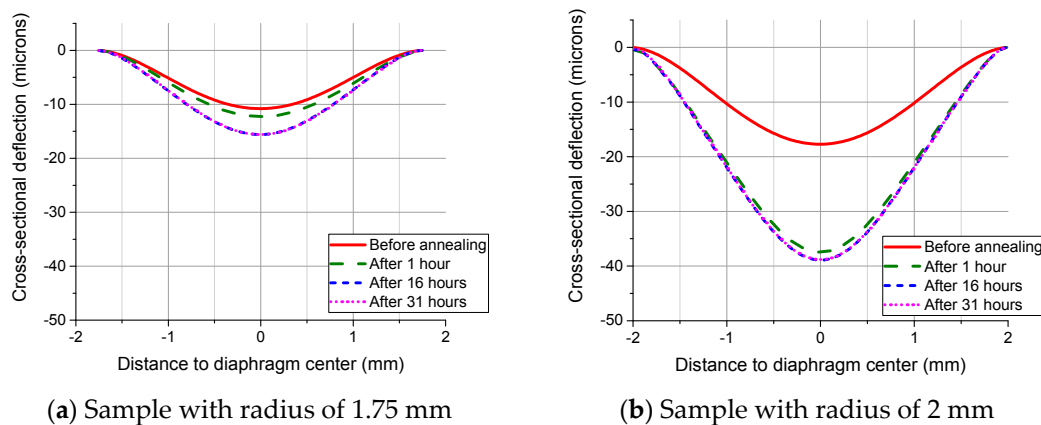 Cross-sectional deflection (microns)
0
-10
-20
-30
-40
-50
-2
-1
0
1
2
Before annealing
After 1 hour
After 16 hours
After 31 hours
Distance to diaphragm center (mm)
(a) Sample with radius of 1.75 mm
Cross-sectional deflection (microns)
0
-10
-20
-30
-40
-50
-2
-1
0
1
2
Before annealing
After 1 hour
After 16 hours
After 31 hours
Distance to diaphragm center (mm)
(b) Sample with radius of 2 mm